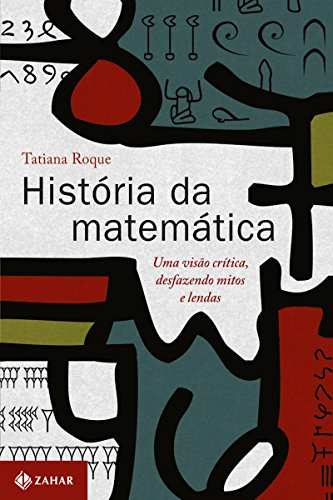 Tatiana Roque
História da
matemática
Uma visão crítica,
desfazendo mitos
e lendas
ZAHAR